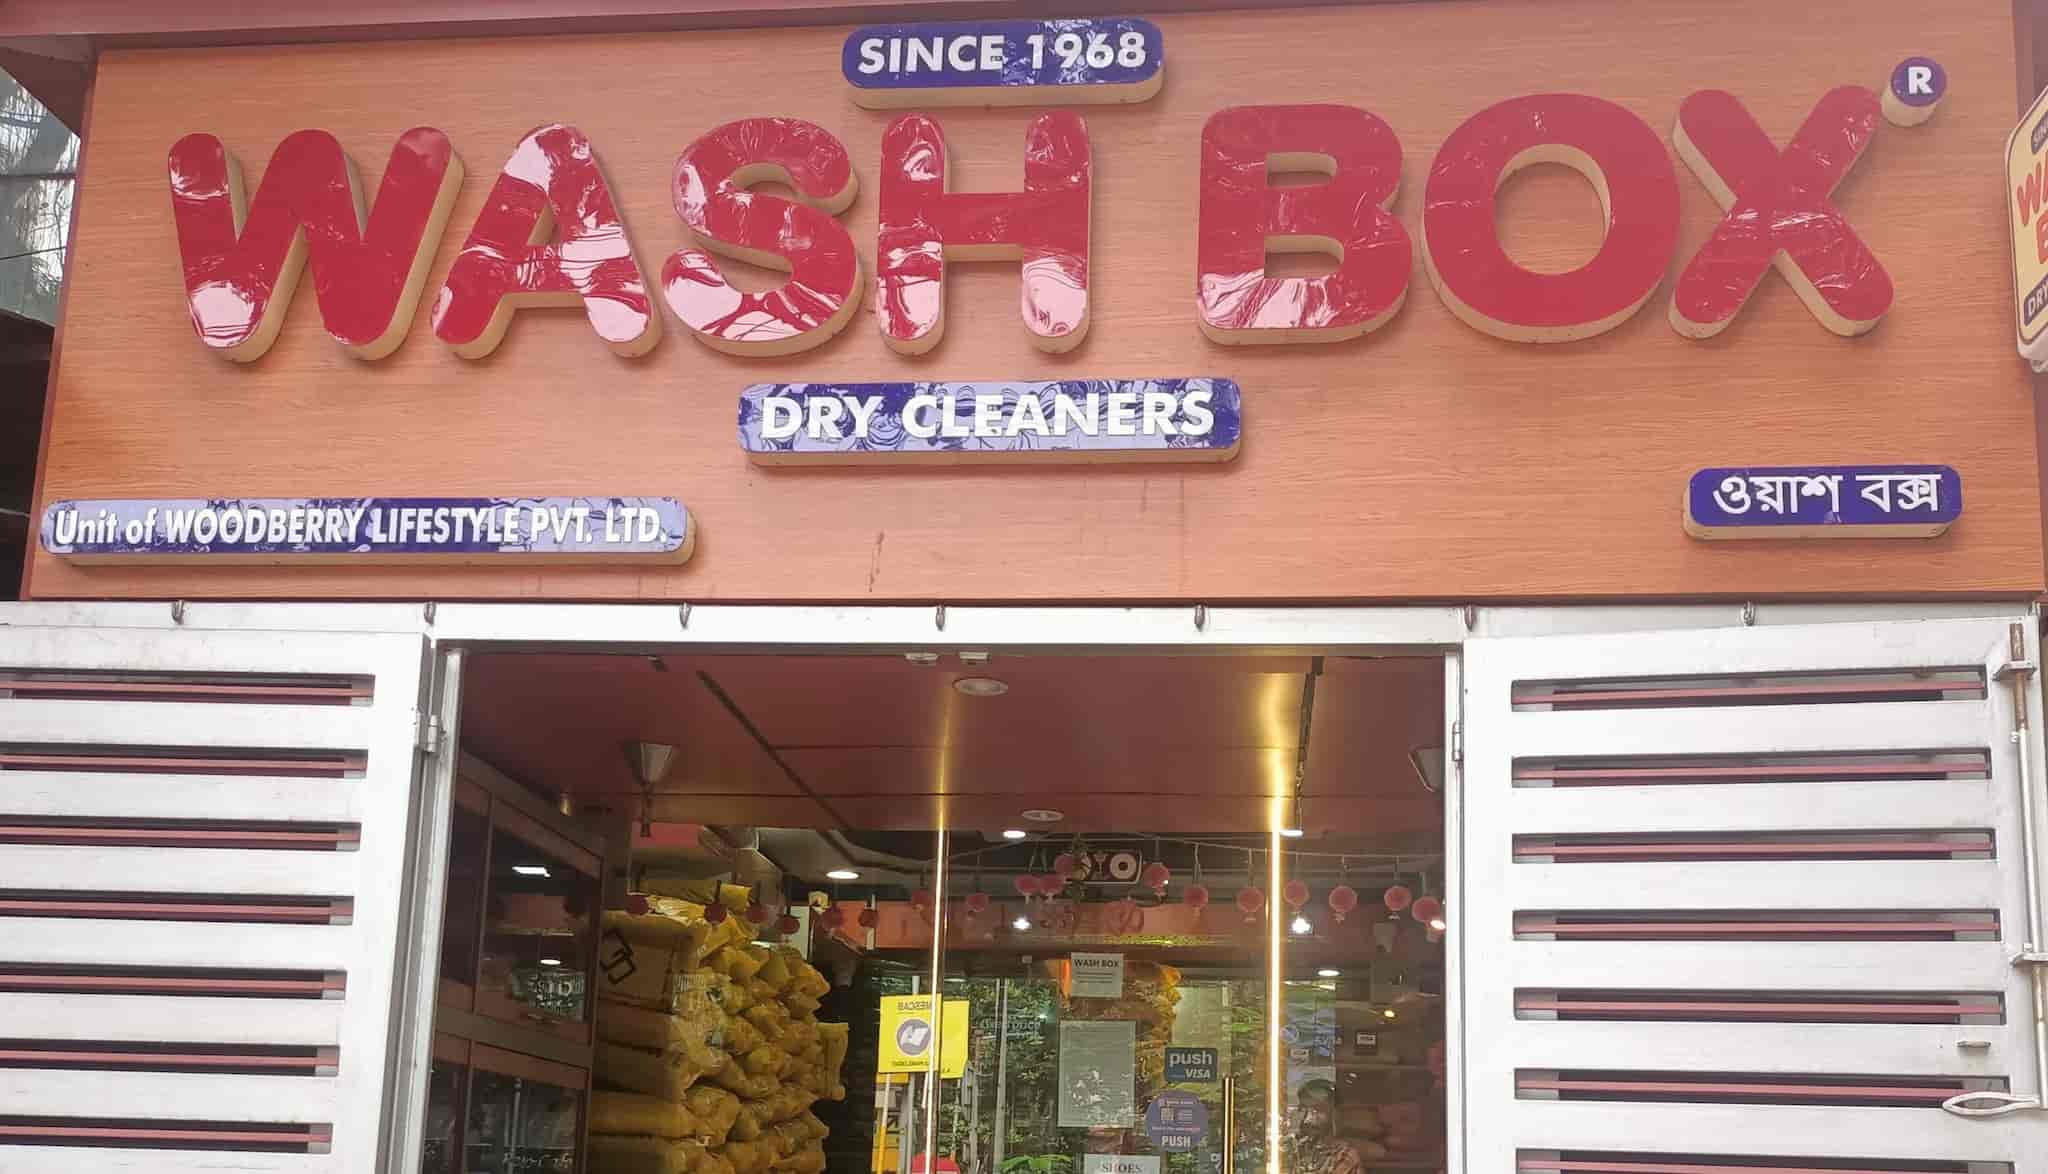 SINCE 1968
WASH BOX
R
DRY CLEANERS
Unit of WOODBERRY LIFESTYLE PVT. LTD.
ওয়াশ বক্স
WASH BOX
push
VISA
PUSH
SHOES